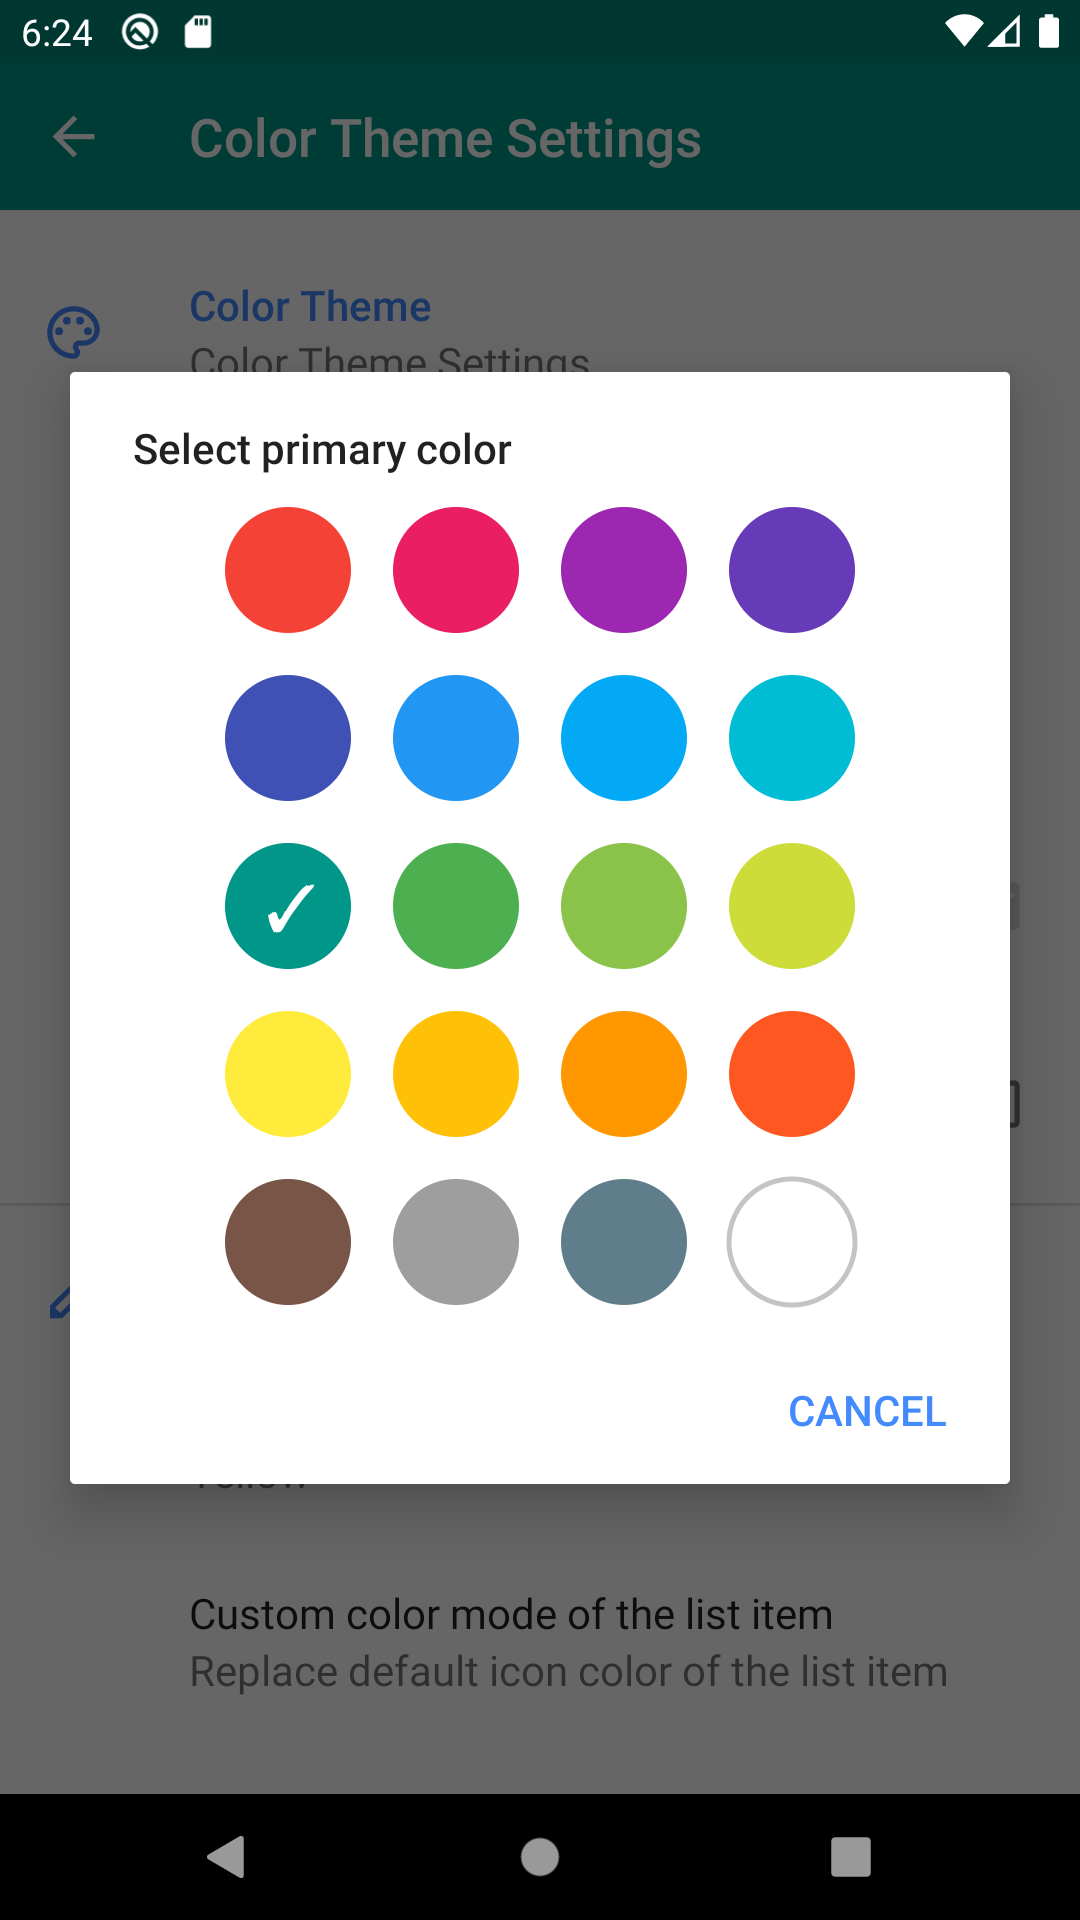 6:24
Color Theme Settings
Color Theme
Color Theme Settings
Select primary color
✓
CANCEL
Custom color mode of the list item
Replace default icon color of the list item